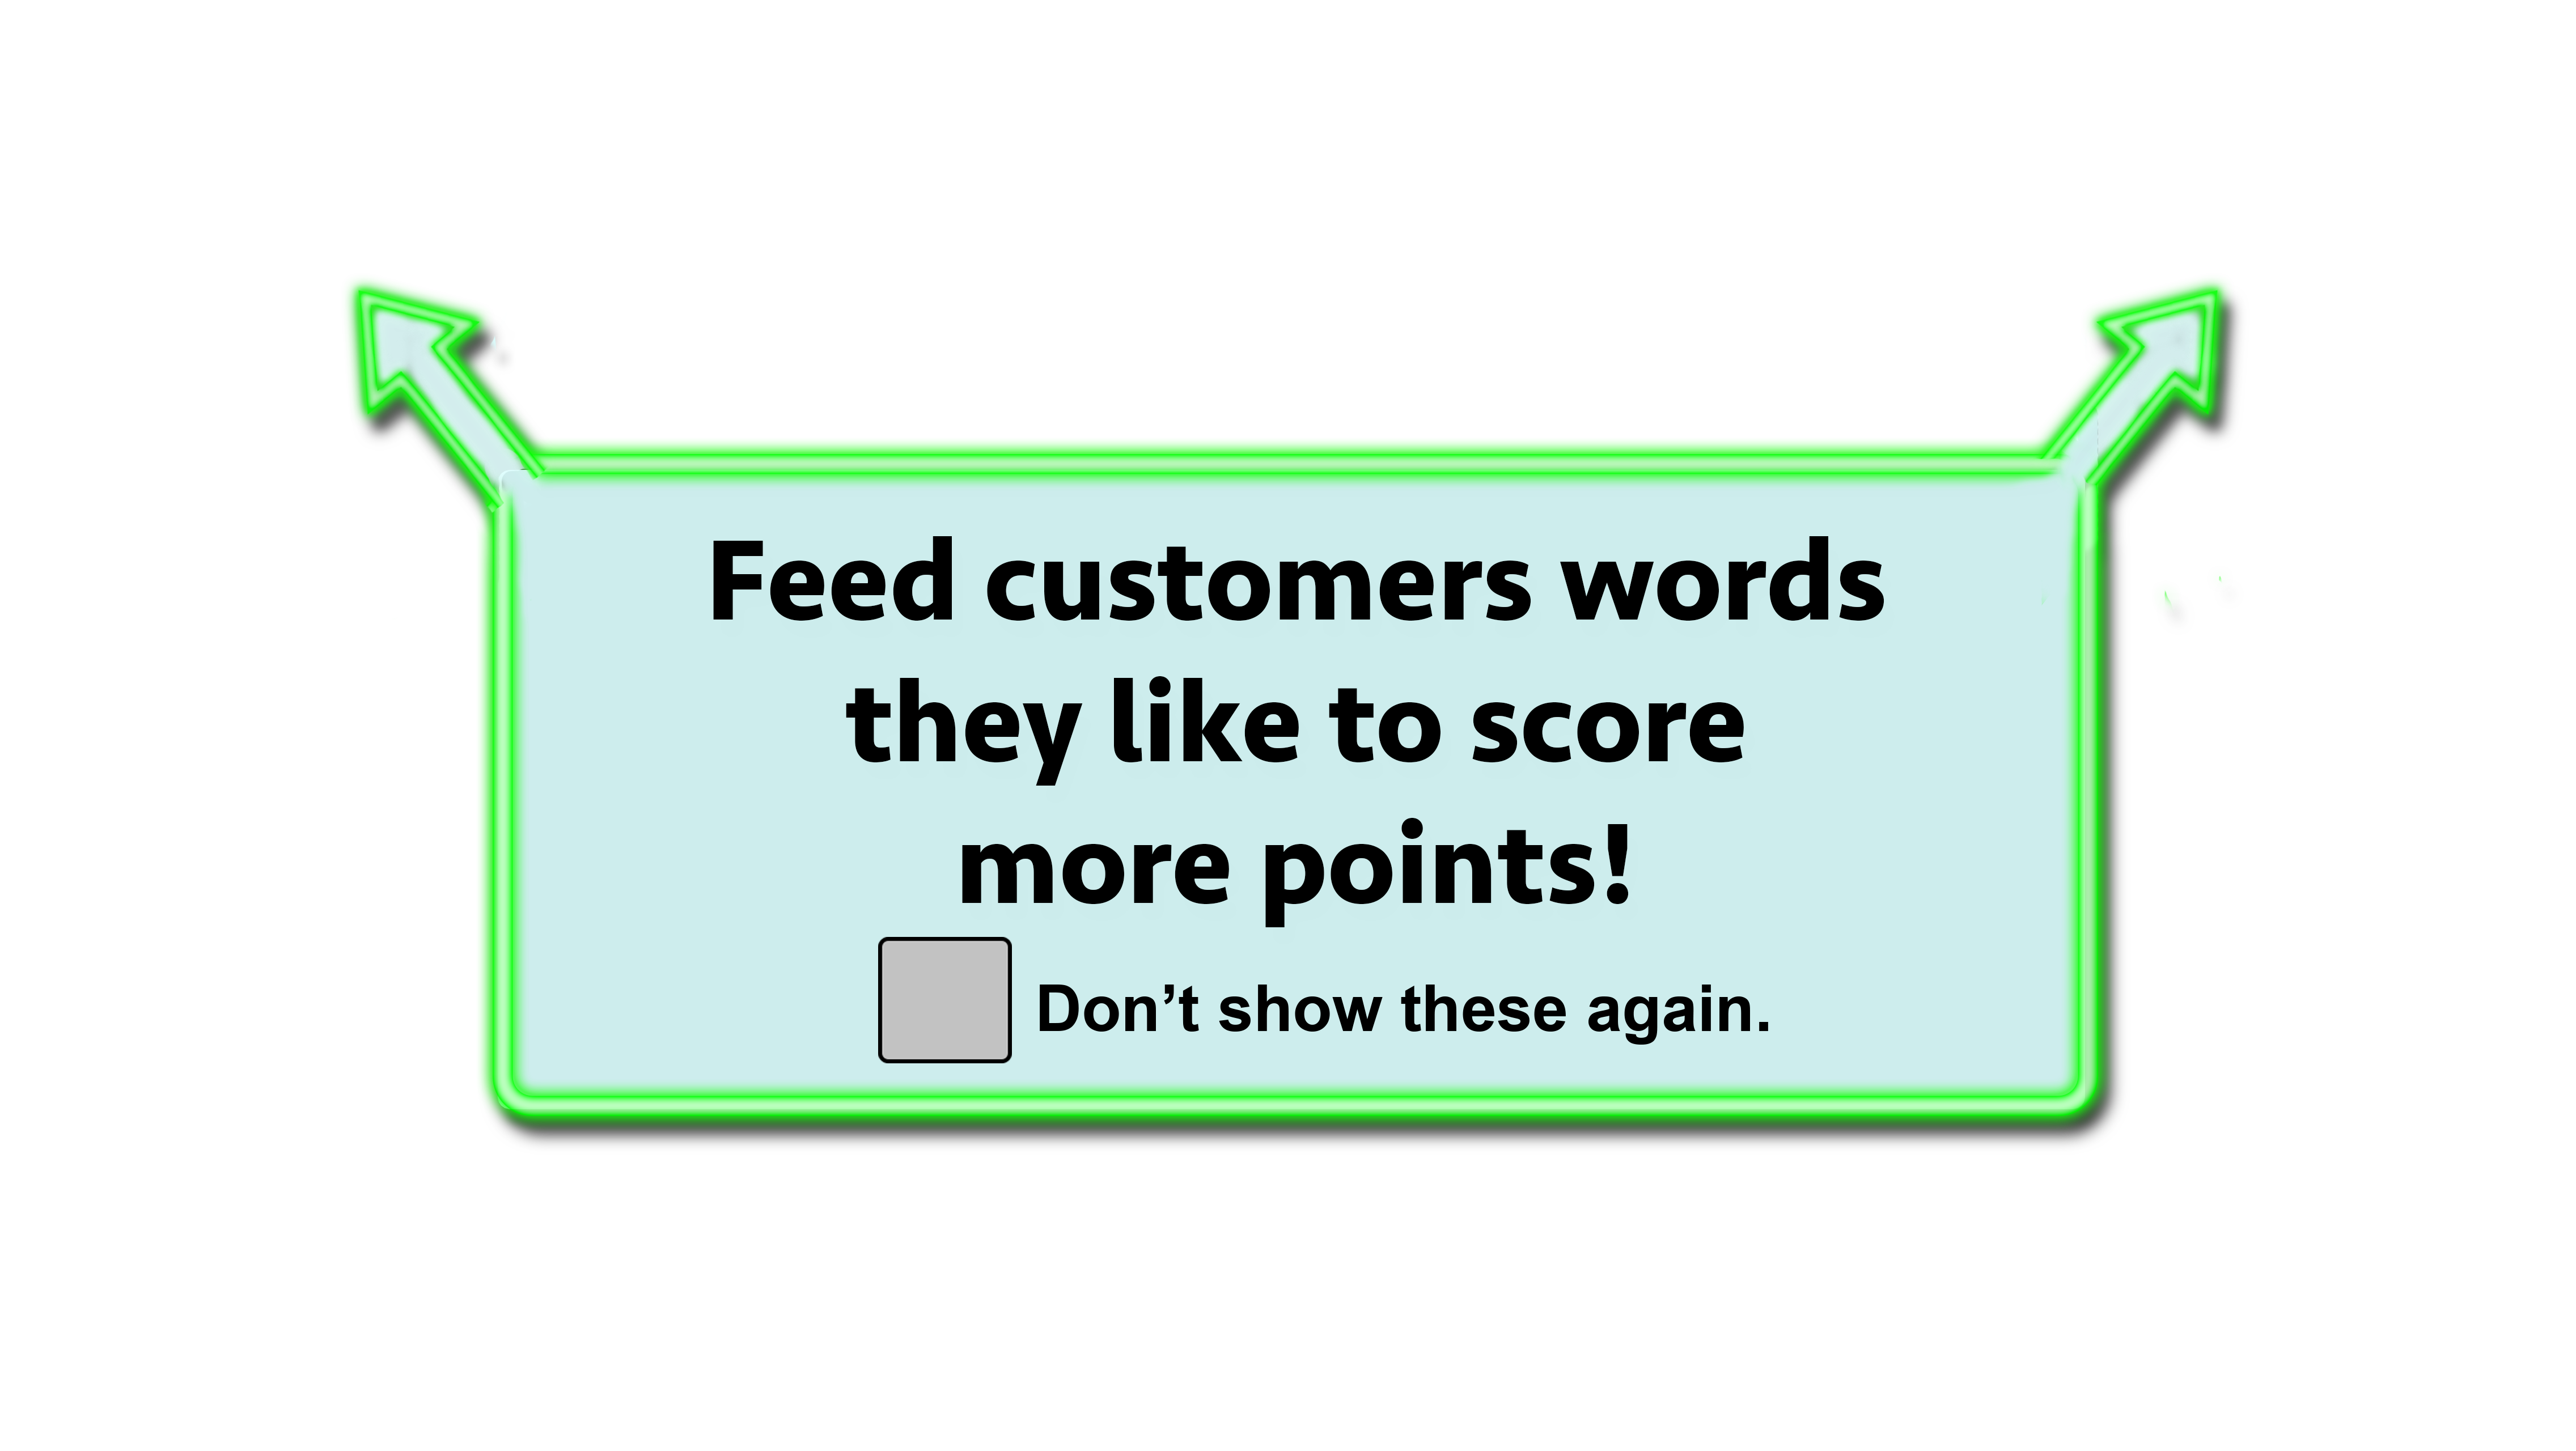 Feed customers words
they like to score
more points!
Don’t show these again.